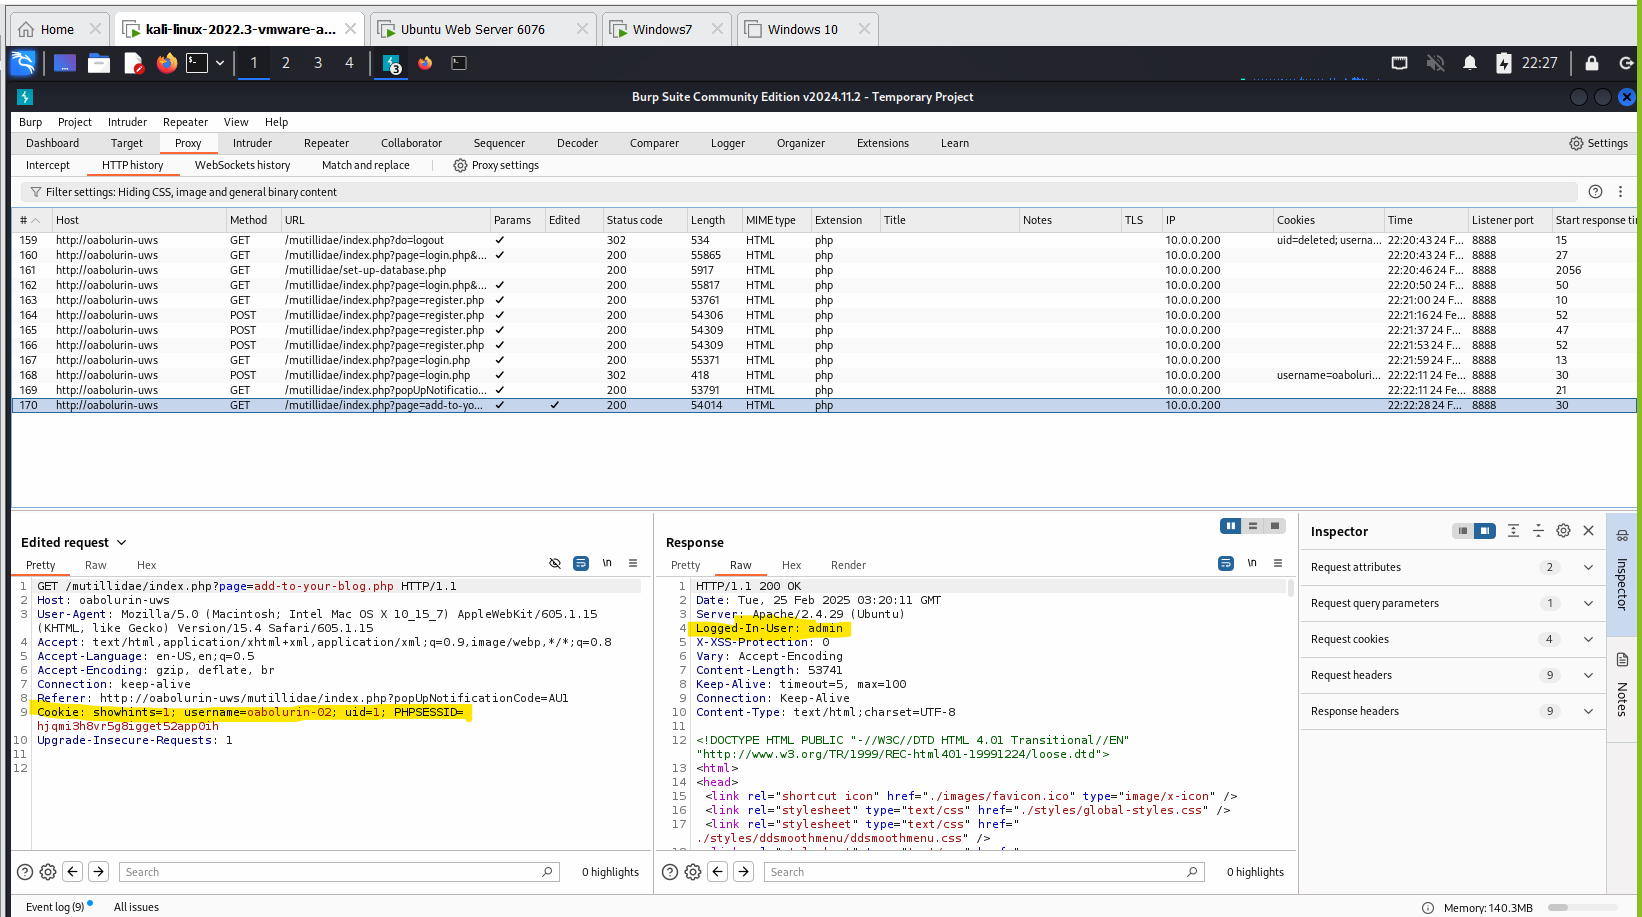 Home
kali-linux-2022.3-vmware-a...
Ubuntu Web Server 6076
Windows7
Windows 10
1 2 3 4
3
22:27
Burp Suite Community Edition v2024.11.2 - Temporary Project
Burp Project Intruder Repeater View Help
Dashboard Target Proxy Intruder Repeater Collaborator Sequencer Decoder Comparer Logger Organizer Extensions Learn Settings
Intercept HTTP history WebSockets history Match and replace Proxy settings
Filter settings: Hiding CSS, image and general binary content
# Host Method URL Params Edited Status code Length MIME type Extension Title Notes TLS IP Cookies Time Listener port Start response ti
159 http://oabolurin-uws GET /mutillidae/index.php?do=logout ✓ 302 534 HTML php 10.0.0.200 uid=deleted; userna... 22:20:43 24 F... 8888 15
160 http://oabolurin-uws GET /mutillidae/index.php?page=login.php&... ✓ 200 55865 HTML php 10.0.0.200 22:20:43 24 F... 8888 27
161 http://oabolurin-uws GET /mutillidae/set-up-database.php 200 5917 HTML php 10.0.0.200 22:20:46 24 F... 8888 2056
162 http://oabolurin-uws GET /mutillidae/index.php?page=login.php&... ✓ 200 55817 HTML php 10.0.0.200 22:20:50 24 F... 8888 50
163 http://oabolurin-uws GET /mutillidae/index.php?page=register.php ✓ 200 53761 HTML php 10.0.0.200 22:21:00 24 F... 8888 10
164 http://oabolurin-uws POST /mutillidae/index.php?page=register.php ✓ 200 54306 HTML php 10.0.0.200 22:21:16 24 Fe... 8888 52
165 http://oabolurin-uws POST /mutillidae/index.php?page=register.php ✓ 200 54309 HTML php 10.0.0.200 22:21:37 24 F... 8888 47
166 http://oabolurin-uws POST /mutillidae/index.php?page=register.php ✓ 200 54309 HTML php 10.0.0.200 22:21:53 24 F... 8888 52
167 http://oabolurin-uws GET /mutillidae/index.php?page=login.php ✓ 200 55371 HTML php 10.0.0.200 22:21:59 24 F... 8888 13
168 http://oabolurin-uws POST /mutillidae/index.php?page=login.php ✓ 302 418 HTML php 10.0.0.200 username=oaboluri... 22:22:11 24 Fe... 8888 30
169 http://oabolurin-uws GET /mutillidae/index.php?popUpNotificatio... ✓ 200 53791 HTML php 10.0.0.200 22:22:11 24 Fe... 8888 21
170 http://oabolurin-uws GET /mutillidae/index.php?page=add-to-yo... ✓ ✓ 200 54014 HTML php 10.0.0.200 22:22:28 24 F... 8888 30
Edited request
Pretty Raw Hex \n
1 GET /mutillidae/index.php?page=add-to-your-blog.php HTTP/1.1
2 Host: oabolurin-uws
3 User-Agent: Mozilla/5.0 (Macintosh; Intel Mac OS X 10_15_7) AppleWebKit/605.1.15
(KHTML, like Gecko) Version/15.4 Safari/605.1.15
4 Accept: text/html,application/xhtml+xml,application/xml;q=0.9,image/webp,*/*;q=0.8
5 Accept-Language: en-US,en;q=0.5
6 Accept-Encoding: gzip, deflate, br
7 Connection: keep-alive
8 Referer: http://oabolurin-uws/mutillidae/index.php?popUpNotificationCode=AU1
9 Cookie: showhints=1; username=oabolurin-02; uid=1; PHPSESSID=
hjqmi3h8vr5g8igget52app0ih
10 Upgrade-Insecure-Requests: 1
11
12
Search
0 highlights
Response
Pretty Raw Hex Render \n
1 HTTP/1.1 200 OK
2 Date: Tue, 25 Feb 2025 03:20:11 GMT
3 Server: Apache/2.4.29 (Ubuntu)
4 Logged-In-User: admin
5 X-XSS-Protection: 0
6 Vary: Accept-Encoding
7 Content-Length: 53741
8 Keep-Alive: timeout=5, max=100
9 Connection: Keep-Alive
10 Content-Type: text/html;charset=UTF-8
11
12 <!DOCTYPE HTML PUBLIC "-//W3C//DTD HTML 4.01 Transitional//EN"
"http://www.w3.org/TR/1999/REC-html401-19991224/loose.dtd">
13 <html>
14 <head>
15 <link rel="shortcut icon" href="./images/favicon.ico" type="image/x-icon" />
16 <link rel="stylesheet" type="text/css" href="./styles/global-styles.css" />
17 <link rel="stylesheet" type="text/css" href="
./styles/ddsmoothmenu/ddsmoothmenu.css" />
Search
0 highlights
Inspector
Request attributes 2
Request query parameters 1
Request cookies 4
Request headers 9
Response headers 9
Inspector
Notes
Event log (9) All issues
Memory: 140.3MB